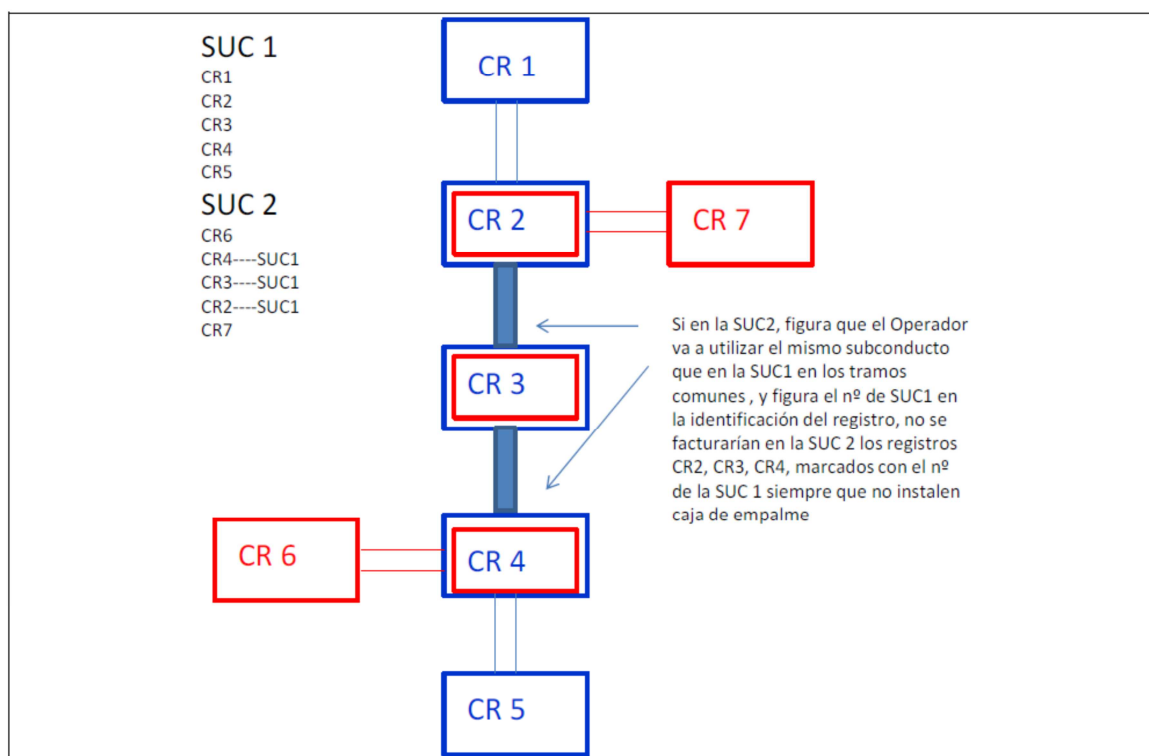 SUC 1
CR1
CR2
CR3
CR4
CR5
SUC 2
CR6
CR4----SUC1
CR3----SUC1
CR2----SUC1
CR7
CR 1
CR 2
CR 7
CR 3
Si en la SUC2, figura que el Operador
va a utilizar el mismo subconducto
que en la SUC1 en los tramos
comunes , y figura el nº de SUC1 en
la identificación del registro, no se
facturarían en la SUC 2 los registros
CR2, CR3, CR4, marcados con el nº
de la SUC 1 siempre que no instalen
caja de empalme
CR 6
CR 4
CR 5